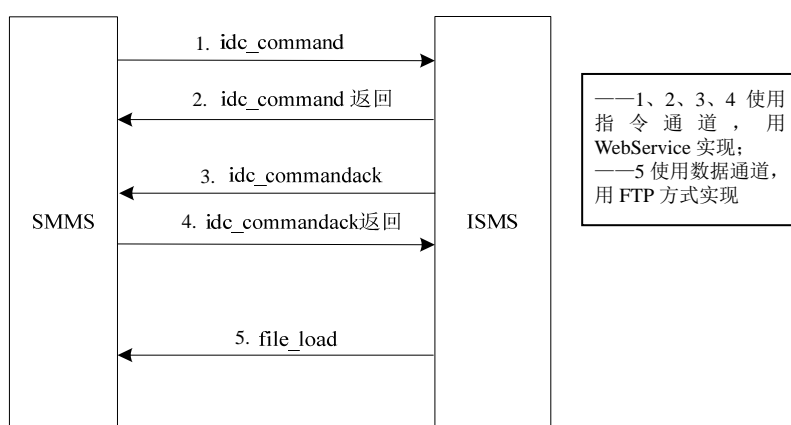 1. idc_command
2. idc_command 返回
3. idc_commandack
4. idc_commandack返回
5. file_load
SMMS
ISMS
——1、2、3、4 使用
指令通道，用
WebService 实现;
——5 使用数据通道,
用 FTP 方式实现